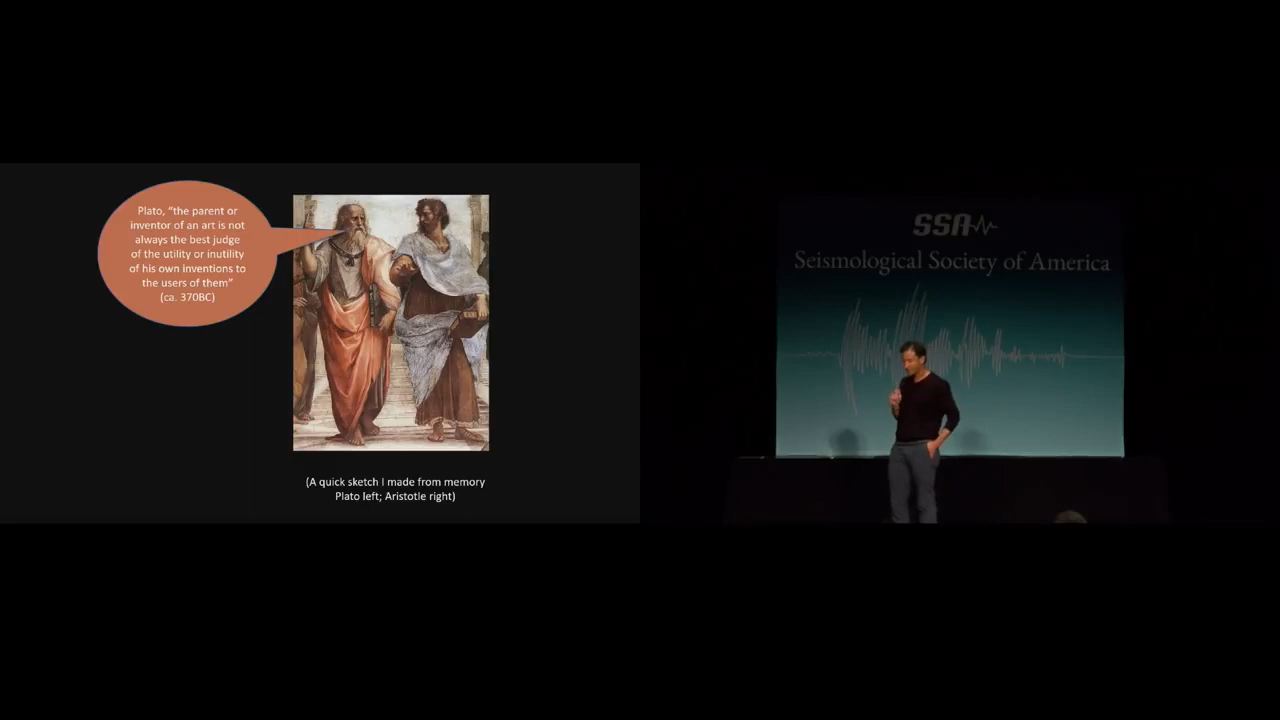 Plato, “the parent or
inventor of an art is not
always the best judge
of the utility or inutility
of his own inventions to
the users of them”
(ca. 370BC)
(A quick sketch I made from memory
Plato left; Aristotle right)
SSA
Seismological Society of America